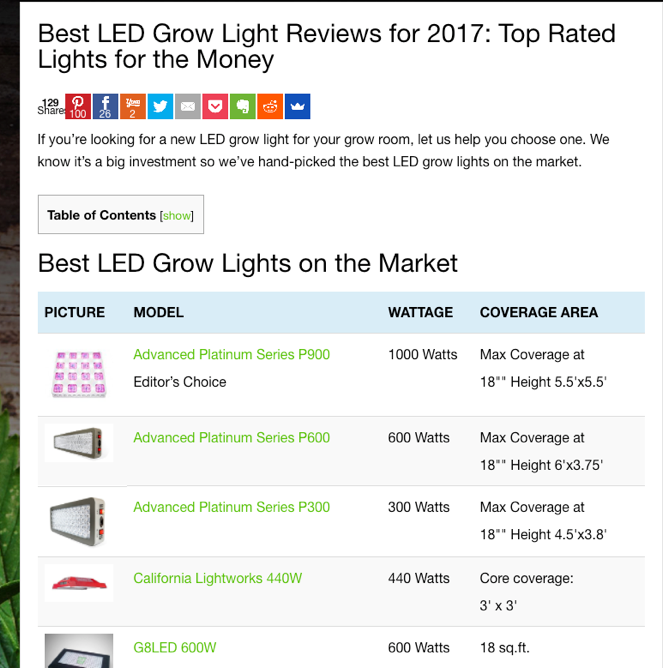 Best LED Grow Light Reviews for 2017: Top Rated
Lights for the Money
129
Shares
100
26
Yum
2
If you’re looking for a new LED grow light for your grow room, let us help you choose one. We
know it’s a big investment so we’ve hand-picked the best LED grow lights on the market.
Table of Contents [show]
Best LED Grow Lights on the Market
PICTURE MODEL WATTAGE COVERAGE AREA
Advanced Platinum Series P900 1000 Watts Max Coverage at
Editor’s Choice 18"" Height 5.5'x5.5'
Advanced Platinum Series P600 600 Watts Max Coverage at
18"" Height 6'x3.75'
Advanced Platinum Series P300 300 Watts Max Coverage at
18"" Height 4.5'x3.8'
California Lightworks 440W 440 Watts Core coverage:
3' x 3'
G8LED 600W 600 Watts 18 sq.ft.